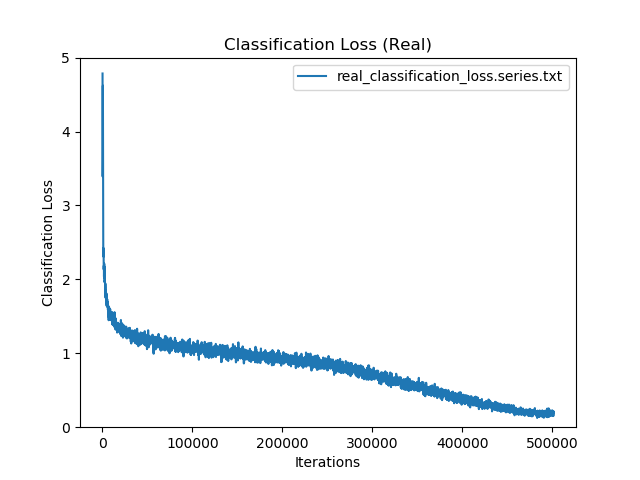 Classification Loss (Real)
real_classification_loss.series.txt
Classification Loss
5
4
3
2
1
0
0 100000 200000 300000 400000 500000
Iterations